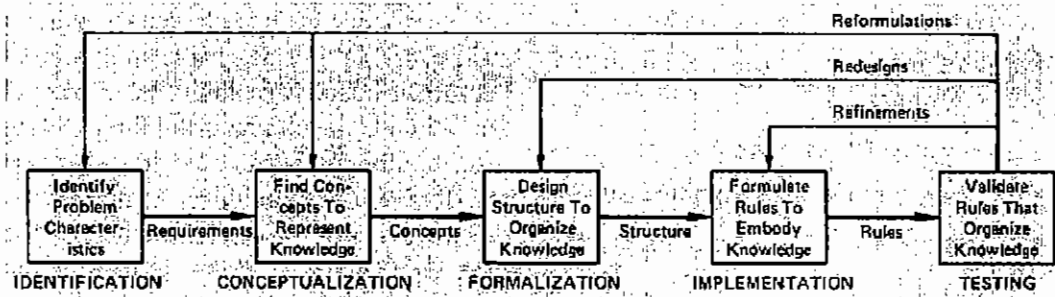 Reformulations
Redesigns
Refinements
Identify
Problem
Character-
istics
Requirements
Find Con-
cepts To
Represent
Knowledge
Concepts
Design
Structure To
Organize
Knowledge
Structure
Formulate
Rules To
Embody
Knowledge
Rules
Validate
Rules That
Organize
Knowledge
IDENTIFICATION
CONCEPTUALIZATION
FORMALIZATION
IMPLEMENTATION
TESTING